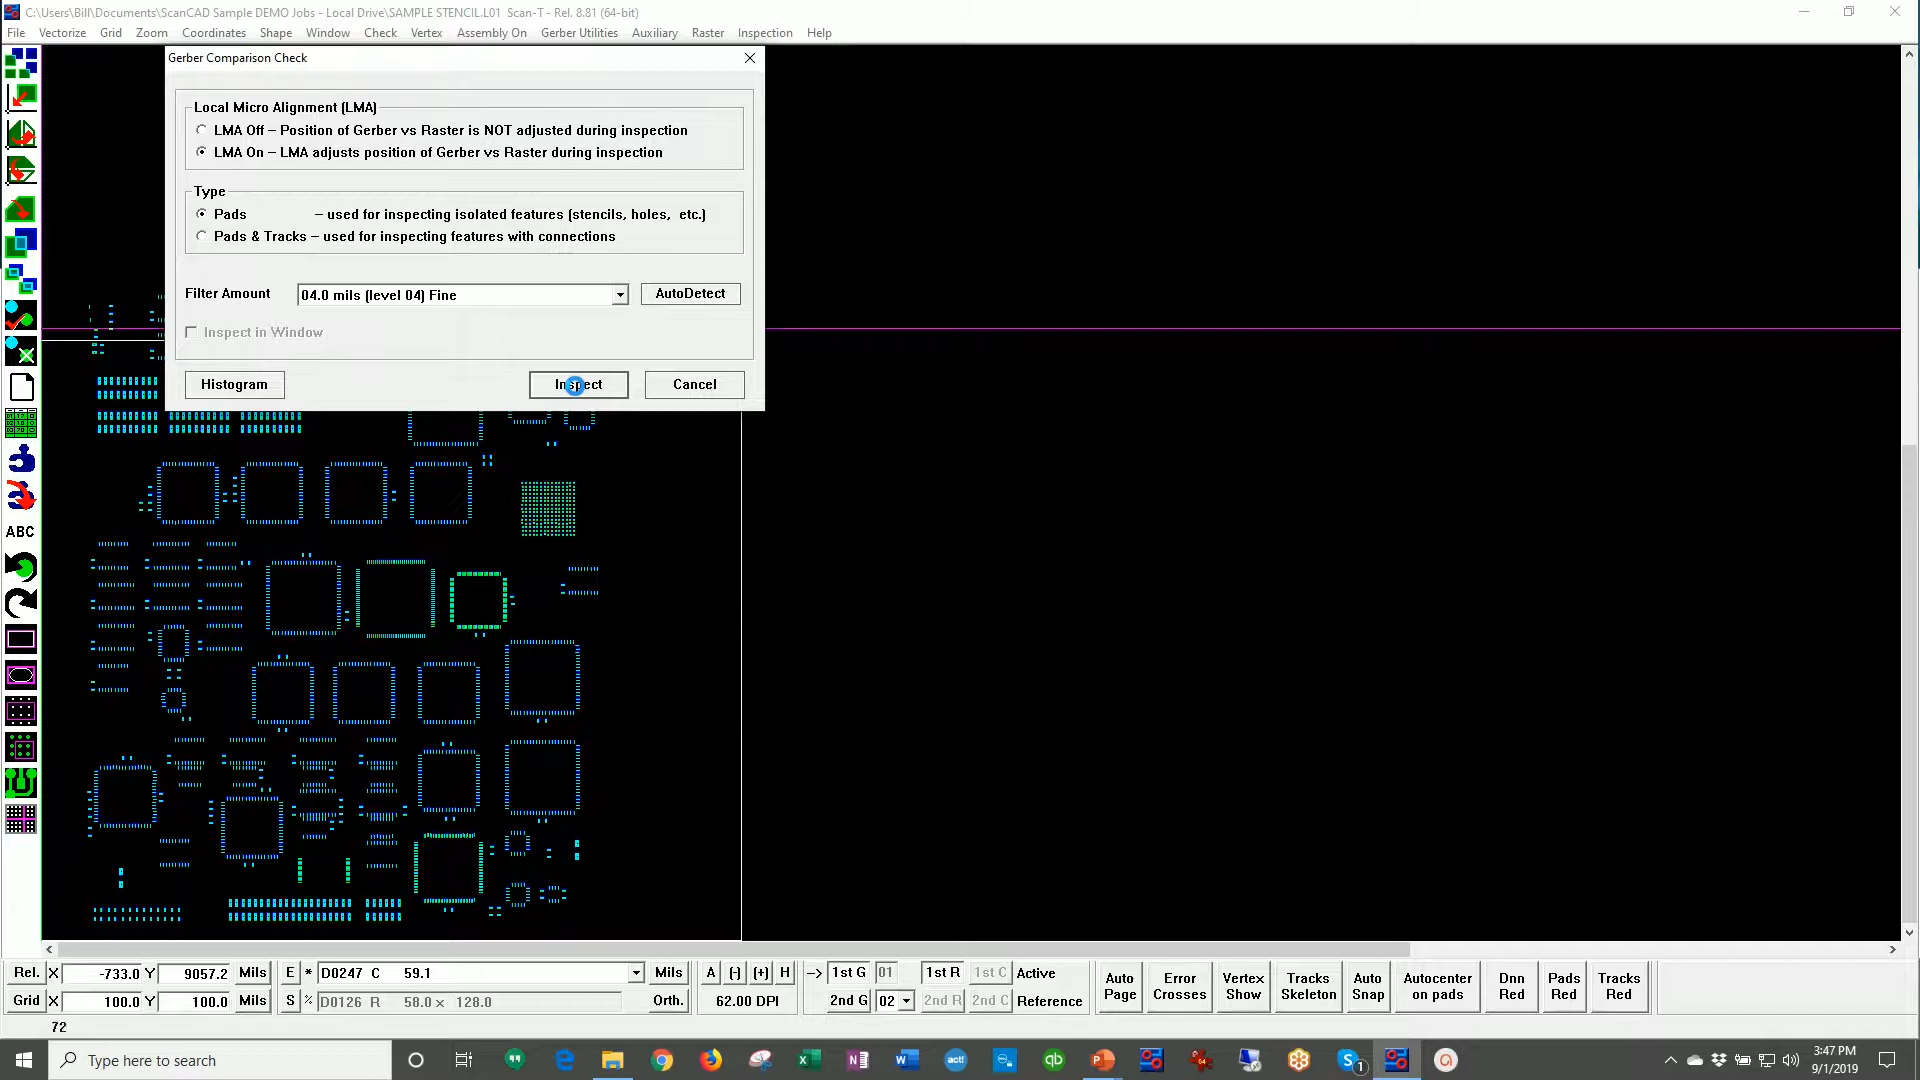 C:\Users\Bill\Documents\ScanCAD Sample DEMO Jobs - Local Drive\SAMPLE STENCIL.L01  Scan-T - Rel. 8.81 (64-bit)
File Vectorize Grid Zoom Coordinates Shape Window Check Vertex Assembly On Gerber Utilities Auxiliary Raster Inspection Help
Gerber Comparison Check
Local Micro Alignment (LMA)
LMA Off – Position of Gerber vs Raster is NOT adjusted during inspection
LMA On – LMA adjusts position of Gerber vs Raster during inspection
Type
Pads – used for inspecting isolated features (stencils, holes, etc.)
Pads & Tracks – used for inspecting features with connections
Filter Amount 04.0 mils (level 04) Fine AutoDetect
Inspect in Window
Histogram Inspect Cancel
ABC
Rel. X -733.0 Y 9057.2 Mils E * D0247 C 59.1 Mils A (-) (+) H --> 1st G 01 1st R 1st C Active
Grid X 100.0 Y 100.0 Mils S % D0126 R 58.0 x 128.0 Orth. 62.00 DPI 2nd G 02 2nd R 2nd C Reference
Auto Page Error Crosses Vertex Show Tracks Skeleton Auto Snap Autocenter on pads Dnn Red Pads Red Tracks Red
72
Type here to search
act!
qb
1
3:47 PM
9/1/2019